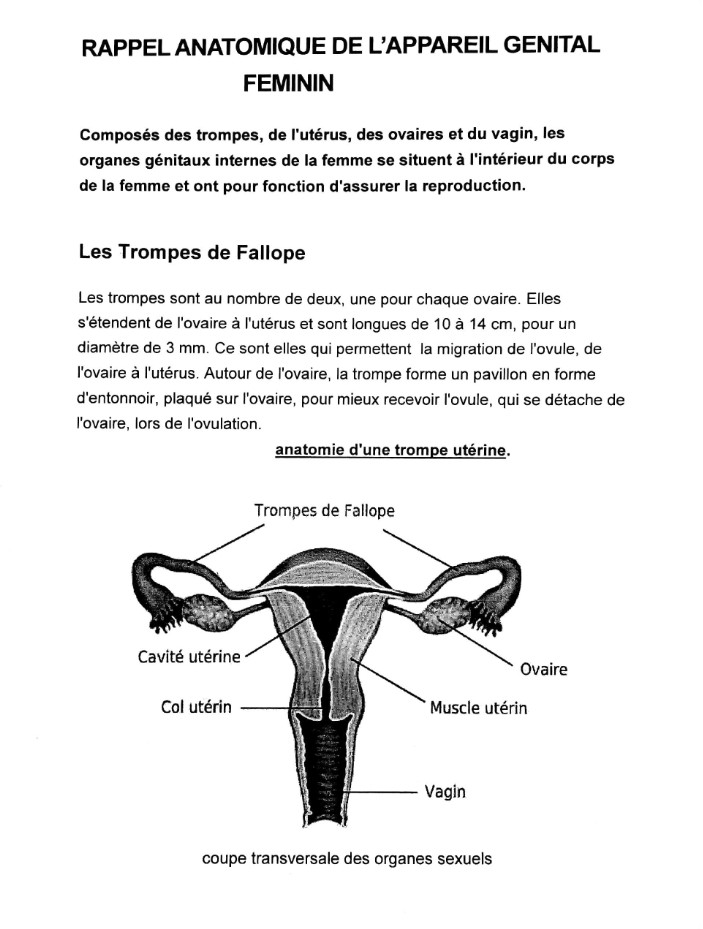 RAPPEL ANATOMIQUE DE L'APPAREIL GENITAL
FEMININ
Composés des trompes, de l'utérus, des ovaires et du vagin, les
organes génitaux internes de la femme se situent à l'intérieur du corps
de la femme et ont pour fonction d'assurer la reproduction.
Les Trompes de Fallope
Les trompes sont au nombre de deux, une pour chaque ovaire. Elles
s'étendent de l'ovaire à l'utérus et sont longues de 10 à 14 cm, pour un
diamètre de 3 mm. Ce sont elles qui permettent la migration de l'ovule, de
l'ovaire à l'utérus. Autour de l'ovaire, la trompe forme un pavillon en forme
d'entonnoir, plaqué sur l'ovaire, pour mieux recevoir l'ovule, qui se détache de
l'ovaire, lors de l'ovulation.
anatomie d'une trompe utérine.
Trompes de Fallope
Cavité utérine
Ovaire
Col utérin
Muscle utérin
Vagin
coupe transversale des organes sexuels